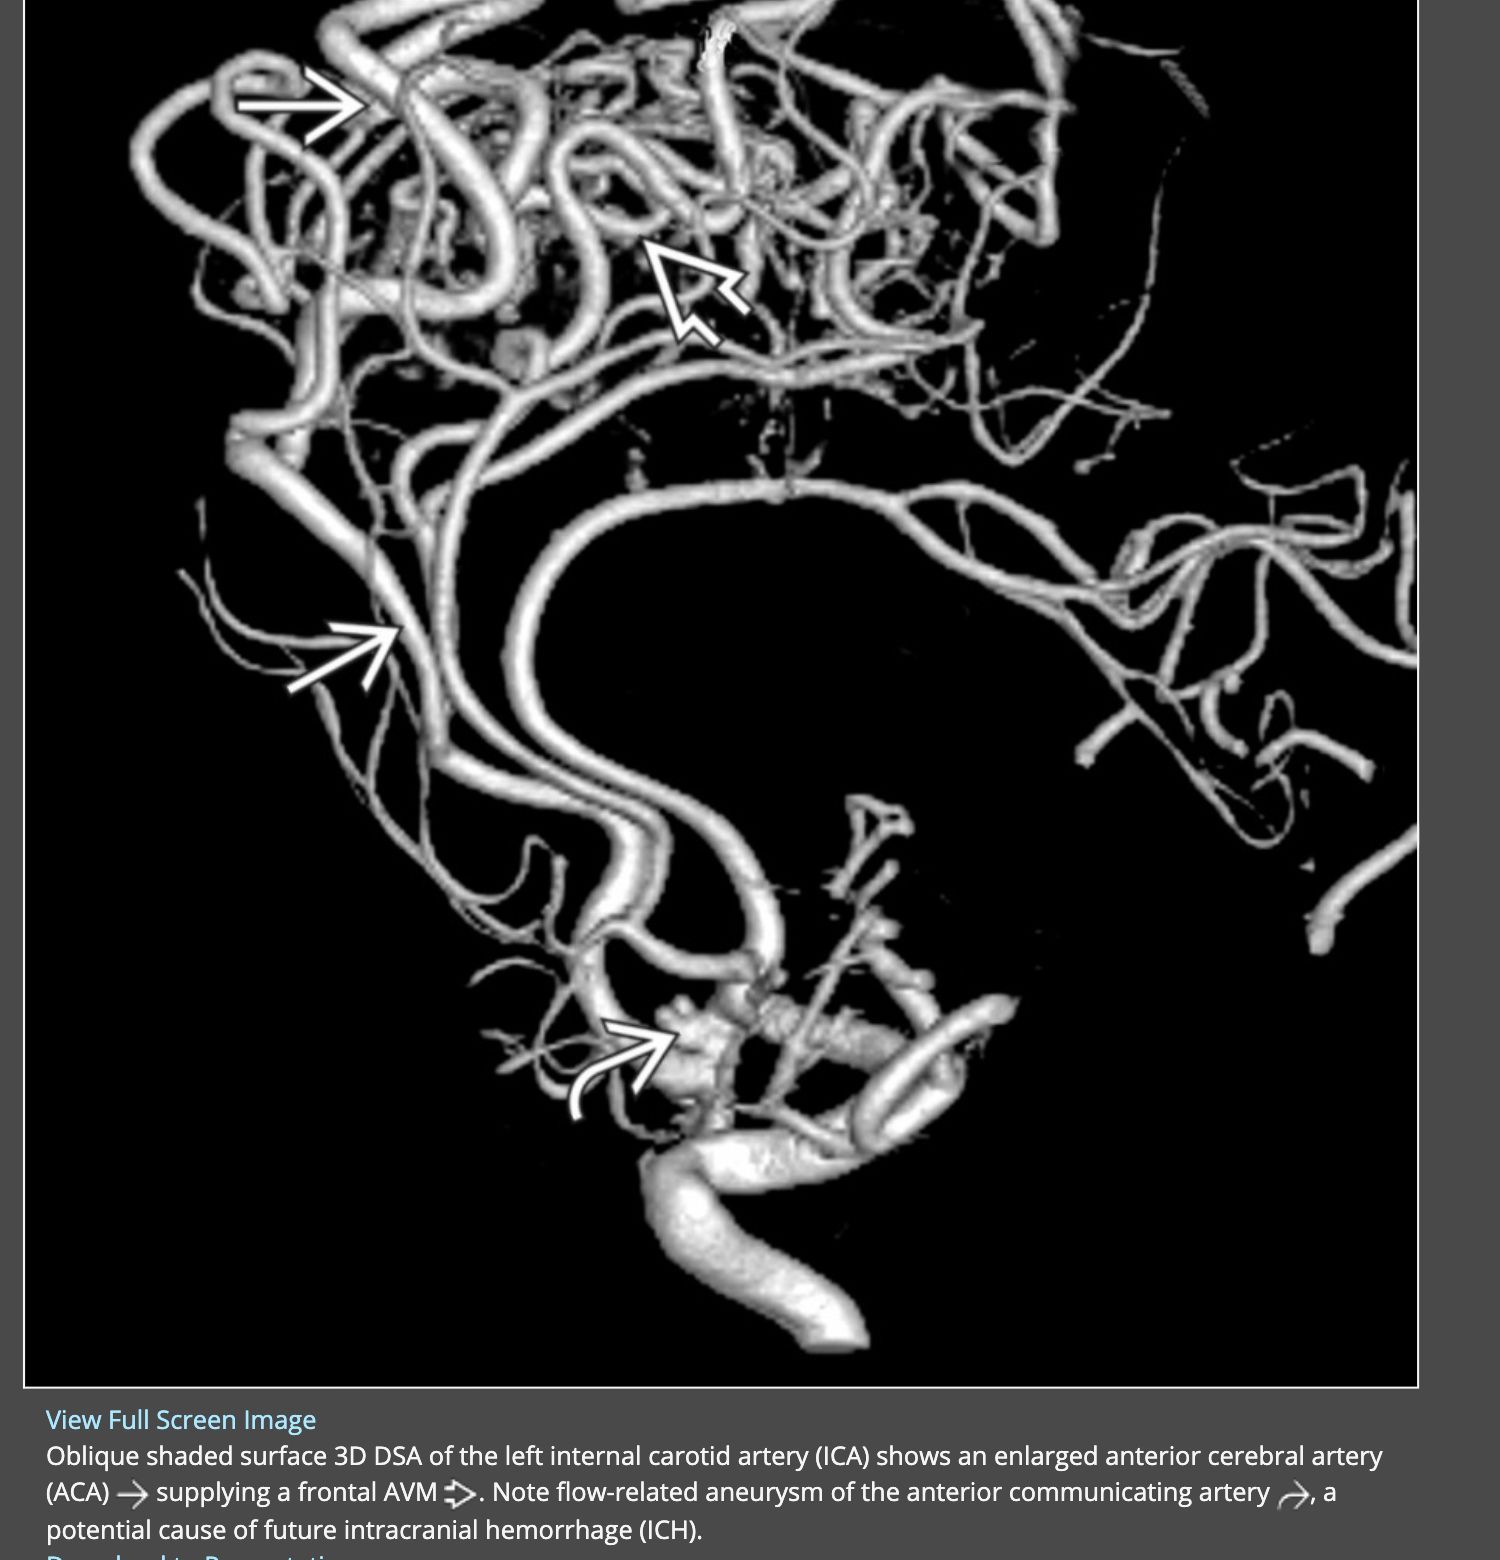 View Full Screen Image
Oblique shaded surface 3D DSA of the left internal carotid artery (ICA) shows an enlarged anterior cerebral artery
(ACA) supplying a frontal AVM . Note flow-related aneurysm of the anterior communicating artery , a
potential cause of future intracranial hemorrhage (ICH).